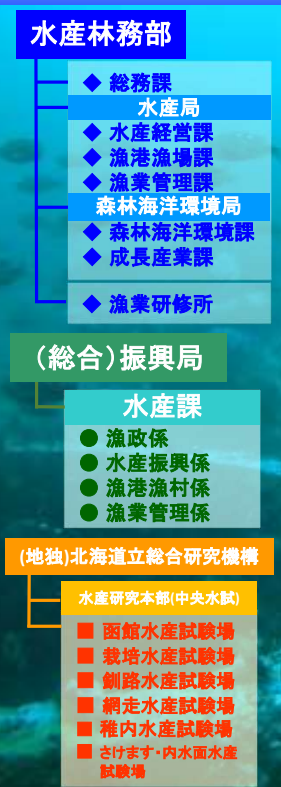 水産林務部
◆ 総務課
水産局
◆ 水産経営課
◆ 漁港漁場課
◆ 漁業管理課
森林海洋環境局
◆ 森林海洋環境課
◆ 成長産業課
◆ 漁業研修所
（総合）振興局
水産課
● 漁政係
● 水産振興係
● 漁港漁村係
● 漁業管理係
(地独)北海道立総合研究機構
水産研究本部(中央水試)
■ 函館水産試験場
■ 栽培水産試験場
■ 釧路水産試験場
■ 網走水産試験場
■ 稚内水産試験場
■ さけます・内水面水産
試験場